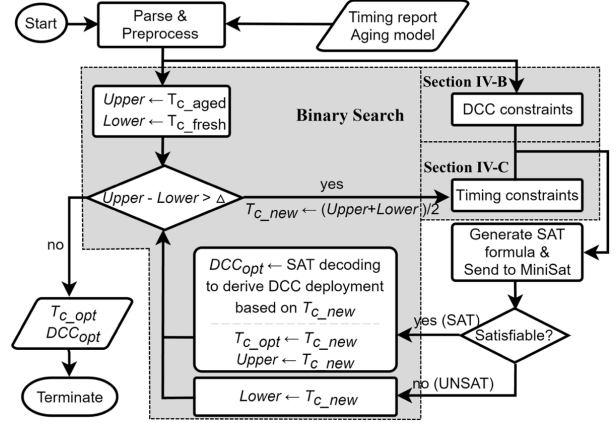 Start
Parse &
Preprocess
Timing report
Aging model
Upper ← Tc_aged
Lower ← Tc_fresh
Binary Search
Section IV-B
DCC constraints
Section IV-C
Timing constraints
Upper - Lower > Δ
yes
Tc_new ← (Upper+Lower)/2
no
Generate SAT
formula &
Send to MiniSat
DCCopt ← SAT decoding
to derive DCC deployment
based on Tc_new
Tc_opt ← Tc_new
Upper ← Tc_new
yes (SAT)
Satisfiable?
Tc_opt
DCCopt
no (UNSAT)
Lower ← Tc_new
Terminate